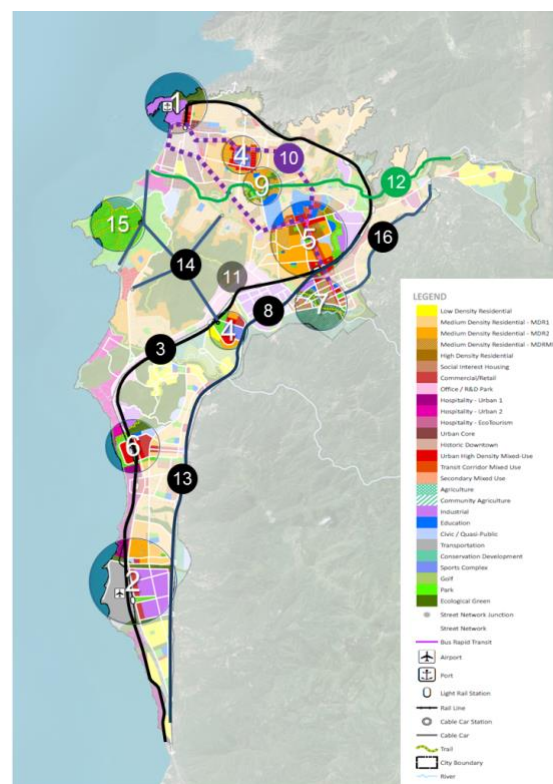 1
4
10
9
12
15
5
16
14
11
7
8
4
3
6
13
2
LEGEND
Low Density Residential
Medium Density Residential - MDR1
Medium Density Residential - MDR2
Medium Density Residential - MDRMI
High Density Residential
Social Interest Housing
Commercial/Retail
Office / R&D Park
Hospitality - Urban 1
Hospitality - Urban 2
Hospitality - EcoTourism
Urban Core
Historic Downtown
Urban High Density Mixed-Use
Transit Corridor Mixed Use
Secondary Mixed Use
Agriculture
Community Agriculture
Industrial
Education
Civic / Quasi-Public
Transportation
Conservation Development
Sports Complex
Golf
Park
Ecological Green
Street Network Junction
Street Network
Bus Rapid Transit
Airport
Port
Light Rail Station
Rail Line
Cable Car Station
Cable Car
Trail
City Boundary
River